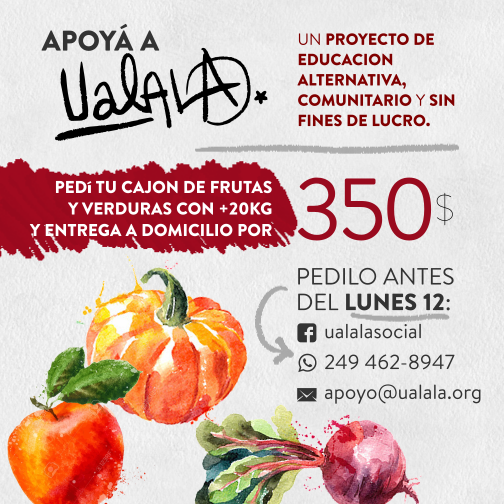 APOYÁ A
UalALA.
UN PROYECTO DE
EDUCACION
ALTERNATIVA,
COMUNITARIO Y SIN
FINES DE LUCRO.
PEDí TU CAJON DE FRUTAS
Y VERDURAS CON +20KG
Y ENTREGA A DOMICILIO POR
350$
PEDILO ANTES
DEL LUNES 12:
ualalasocial
249 462-8947
apoyo@ualala.org